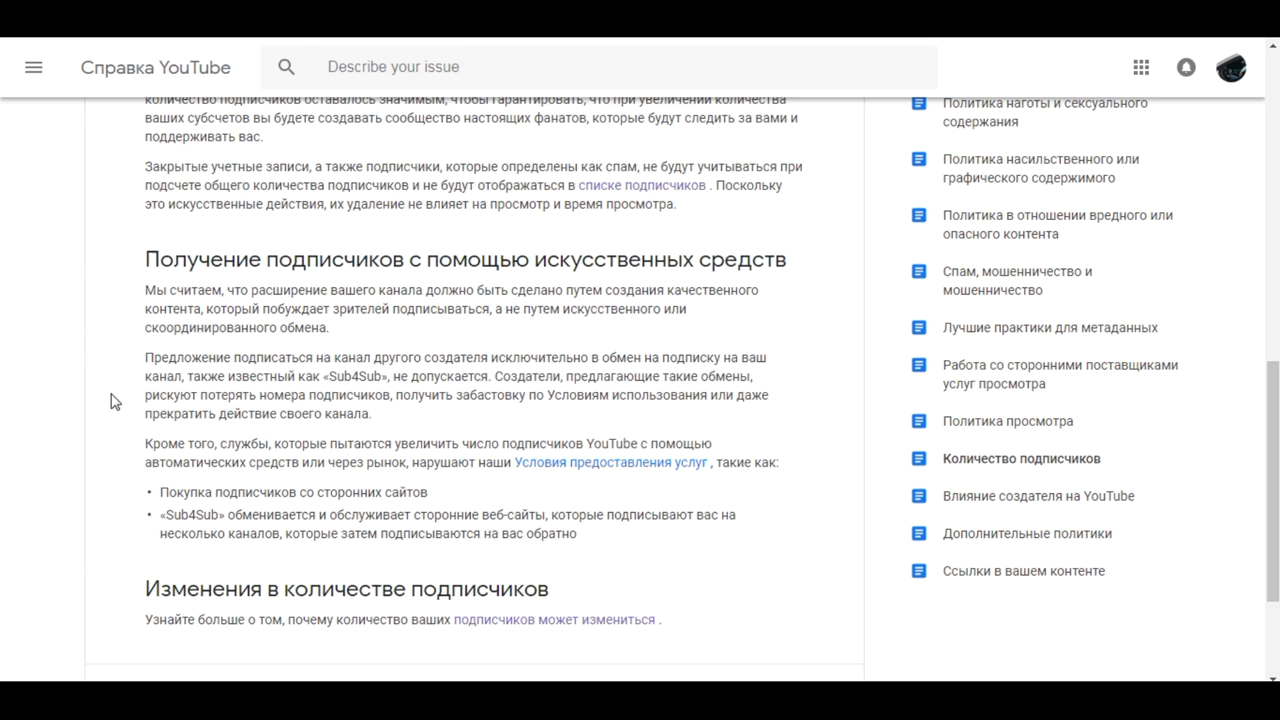 Справка YouTube
Describe your issue
количество подписчиков оставалось значимым, чтобы гарантировать, что при увеличении количества
ваших субсчетов вы будете создавать сообщество настоящих фанатов, которые будут следить за вами и
поддерживать вас.
Закрытые учетные записи, а также подписчики, которые определены как спам, не будут учитываться при
подсчете общего количества подписчиков и не будут отображаться в списке подписчиков . Поскольку
это искусственные действия, их удаление не влияет на просмотр и время просмотра.
Получение подписчиков с помощью искусственных средств
Мы считаем, что расширение вашего канала должно быть сделано путем создания качественного
контента, который побуждает зрителей подписываться, а не путем искусственного или
скоординированного обмена.
Предложение подписаться на канал другого создателя исключительно в обмен на подписку на ваш
канал, также известный как «Sub4Sub», не допускается. Создатели, предлагающие такие обмены,
рискуют потерять номера подписчиков, получить забастовку по Условиям использования или даже
прекратить действие своего канала.
Кроме того, службы, которые пытаются увеличить число подписчиков YouTube с помощью
автоматических средств или через рынок, нарушают наши Условия предоставления услуг , такие как:
• Покупка подписчиков со сторонних сайтов
• «Sub4Sub» обменивается и обслуживает сторонние веб-сайты, которые подписывают вас на
несколько каналов, которые затем подписываются на вас обратно
Изменения в количестве подписчиков
Узнайте больше о том, почему количество ваших подписчиков может измениться .
Политика наготы и сексуального
содержания
Политика насильственного или
графического содержимого
Политика в отношении вредного или
опасного контента
Спам, мошенничество и
мошенничество
Лучшие практики для метаданных
Работа со сторонними поставщиками
услуг просмотра
Политика просмотра
Количество подписчиков
Влияние создателя на YouTube
Дополнительные политики
Ссылки в вашем контенте